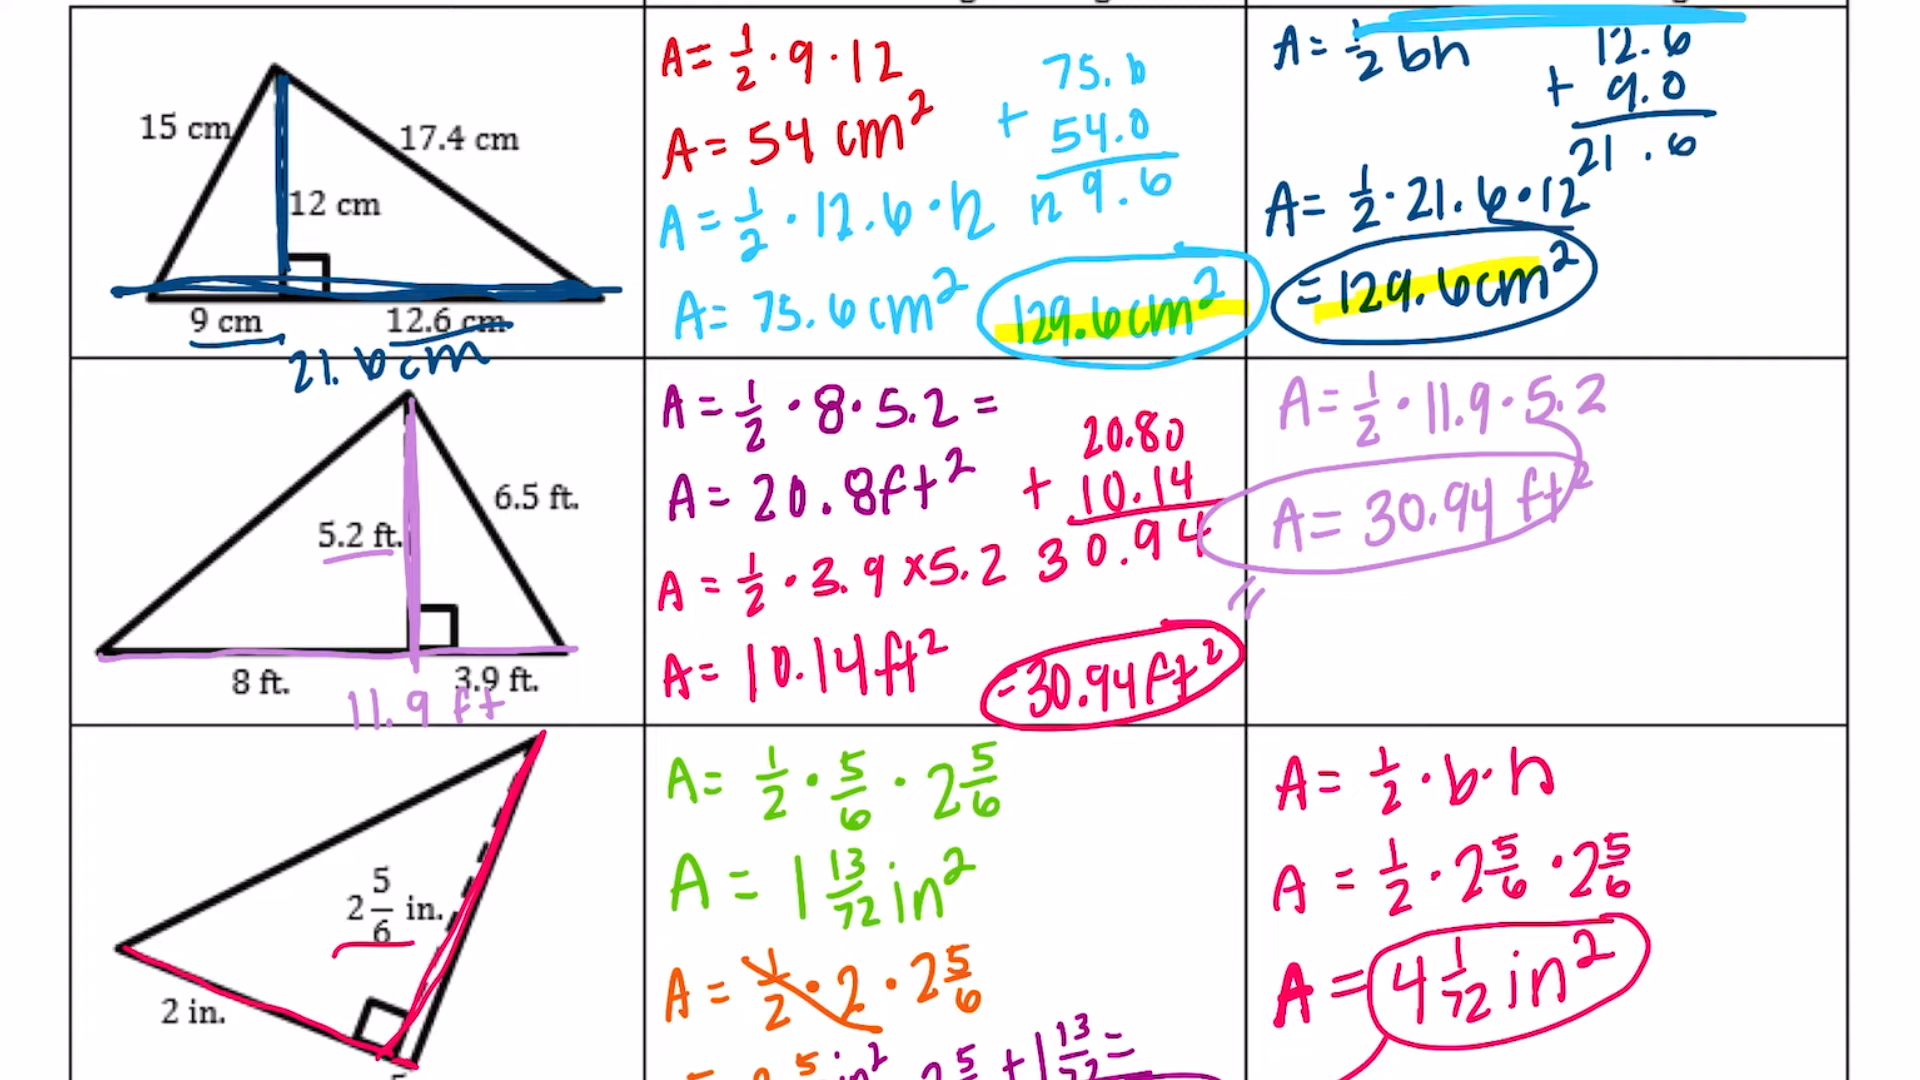 15 cm
17.4 cm
12 cm
9 cm
12.6 cm
21.6 cm
A = 1/2 · 9 · 12
A = 54 cm²
A = 1/2 · 12.6 · 12
A = 75.6 cm²
75.6
+ 54.0
129.6
129.6 cm²
A = 1/2 bh
12.6
+ 9.0
21.6
A = 1/2 · 21.6 · 12
= 129.6 cm²
5.2 ft.
6.5 ft.
8 ft.
3.9 ft.
11.9 ft
A = 1/2 · 8 · 5.2 =
A = 20.8 ft²
A = 1/2 · 3.9 × 5.2
A = 10.14 ft²
20.80
+ 10.14
30.94
= 30.94 ft²
A = 1/2 · 11.9 · 5.2
A = 30.94 ft²
2 5/6 in.
2 in.
A = 1/2 · 5/6 · 2 5/6
A = 1 13/72 in²
A = 1/2 · 2 · 2 5/6
in² 2 5/6 + 1 13/72 =
A = 1/2 · b · h
A = 1/2 · 2 5/6 · 2 5/6
A = 4 1/72 in²